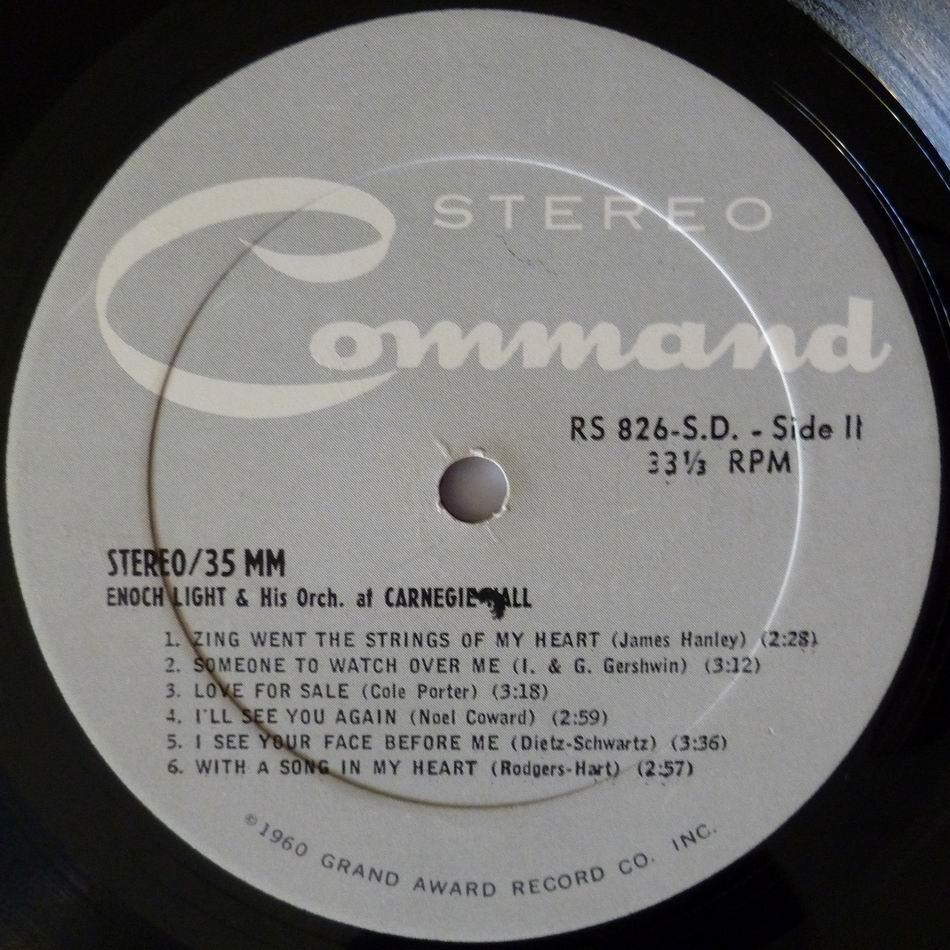 STEREO
Command
RS 826-S.D. - Side II
33⅓ RPM
STEREO/35 MM
ENOCH LIGHT & His Orch. at CARNEGIE HALL
1. ZING WENT THE STRINGS OF MY HEART (James Hanley) (2:28)
2. SOMEONE TO WATCH OVER ME (I. & G. Gershwin) (3:12)
3. LOVE FOR SALE (Cole Porter) (3:18)
4. I'LL SEE YOU AGAIN (Noel Coward) (2:59)
5. I SEE YOUR FACE BEFORE ME (Dietz-Schwartz) (3:36)
6. WITH A SONG IN MY HEART (Rodgers-Hart) (2:57)
©1960 GRAND AWARD RECORD CO. INC.